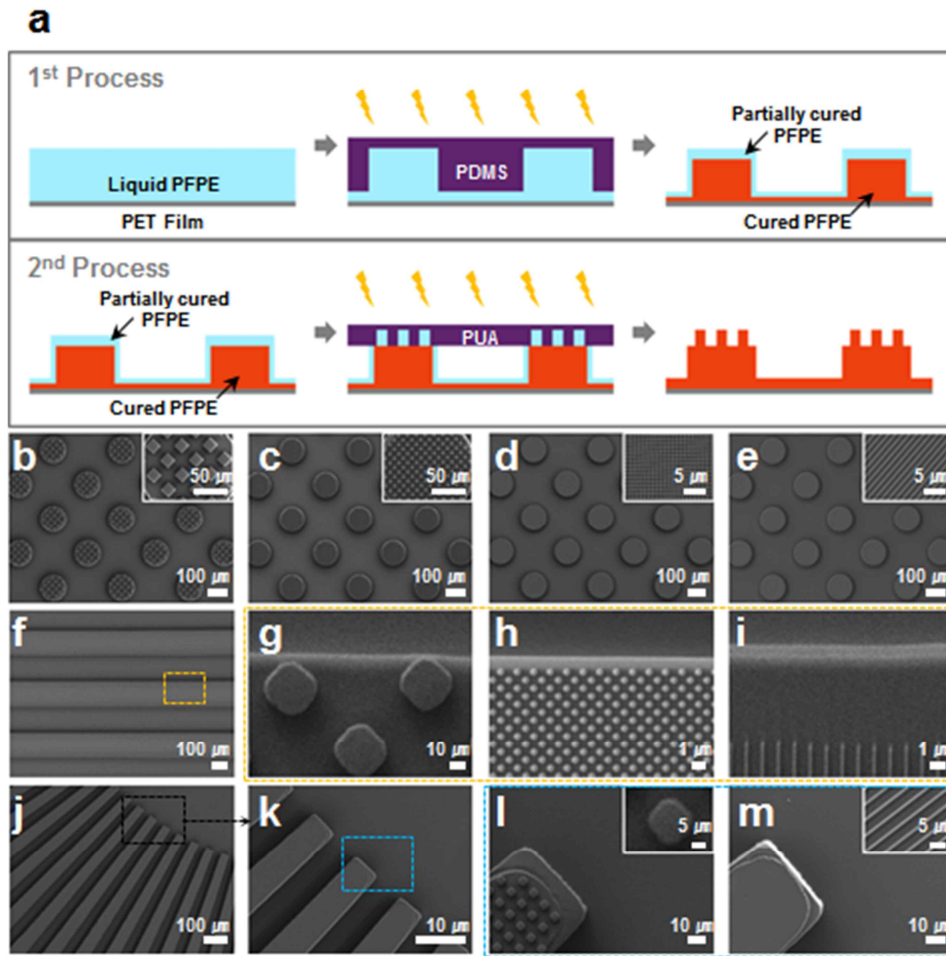 a
1st Process
Liquid PFPE
PET Film
PDMS
Partially cured
PFPE
Cured PFPE
2nd Process
Partially cured
PFPE
Cured PFPE
PUA
b
50 μm
100 μm
c
50 μm
100 μm
d
5 μm
100 μm
e
5 μm
100 μm
f
100 μm
g
10 μm
h
1 μm
i
1 μm
j
100 μm
k
10 μm
l
5 μm
10 μm
m
5 μm
10 μm